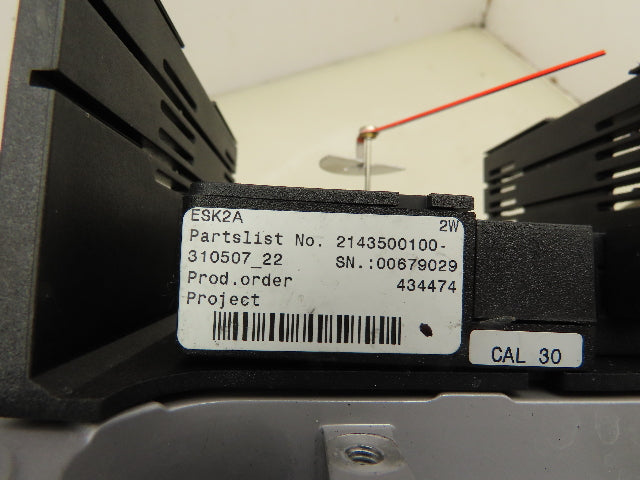 ESK2A 2W
Partslist No. 2143500100-
310507_22 SN.:00679029
Prod.order 434474
Project
CAL 30